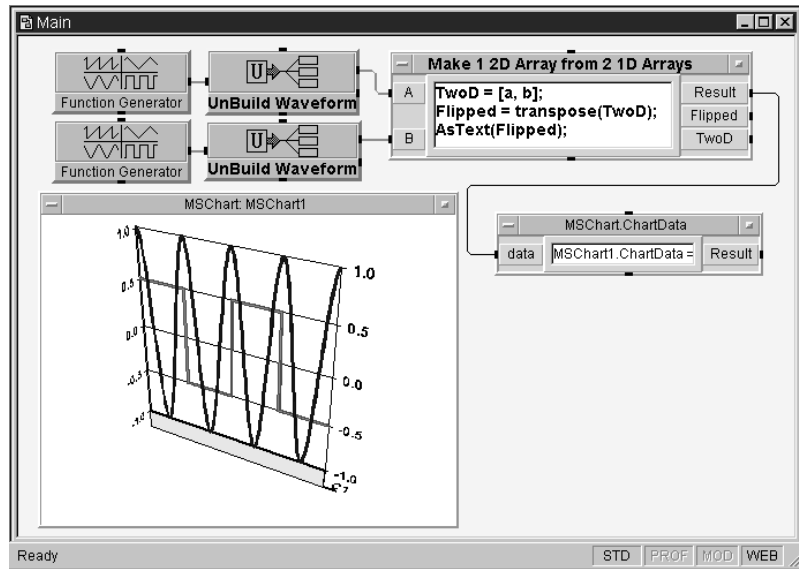 Main
Function Generator
UnBuild Waveform
Make 1 2D Array from 2 1D Arrays
A
B
TwoD = [a, b];
Flipped = transpose(TwoD);
AsText(Flipped);
Result
Flipped
TwoD
Function Generator
UnBuild Waveform
MSChart: MSChart1
1.0
0.5
0.0
-0.5
-1.0
1.0
0.5
0.0
-0.5
-1.0
MSChart.ChartData
data
MSChart1.ChartData =
Result
Ready
STD
PROF
MOD
WEB